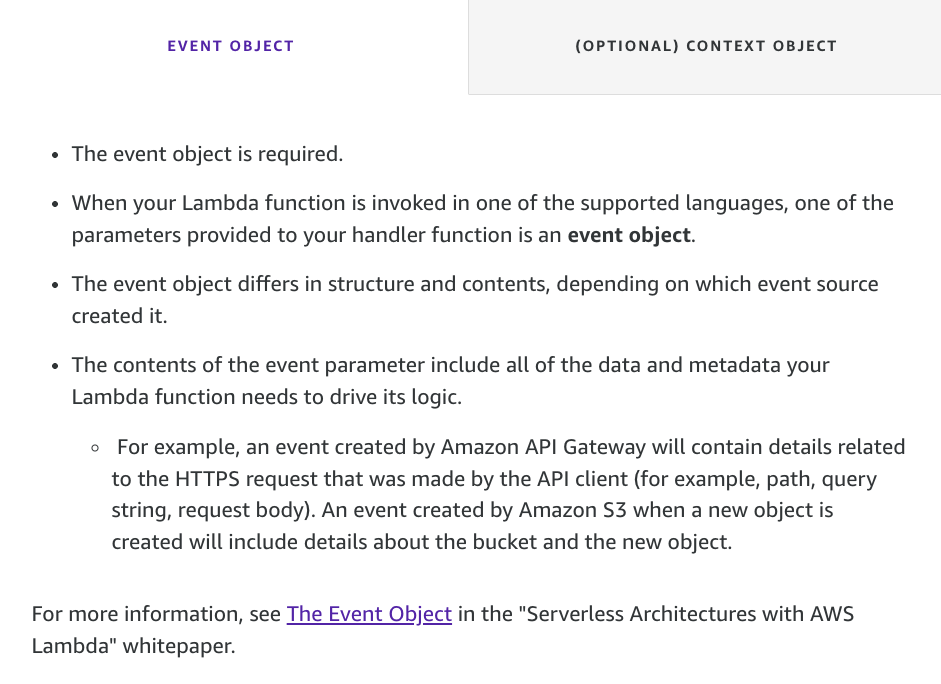 EVENT OBJECT
(OPTIONAL) CONTEXT OBJECT
• The event object is required.
• When your Lambda function is invoked in one of the supported languages, one of the
parameters provided to your handler function is an event object.
• The event object differs in structure and contents, depending on which event source
created it.
• The contents of the event parameter include all of the data and metadata your
Lambda function needs to drive its logic.
◦ For example, an event created by Amazon API Gateway will contain details related
to the HTTPS request that was made by the API client (for example, path, query
string, request body). An event created by Amazon S3 when a new object is
created will include details about the bucket and the new object.
For more information, see The Event Object in the "Serverless Architectures with AWS
Lambda" whitepaper.